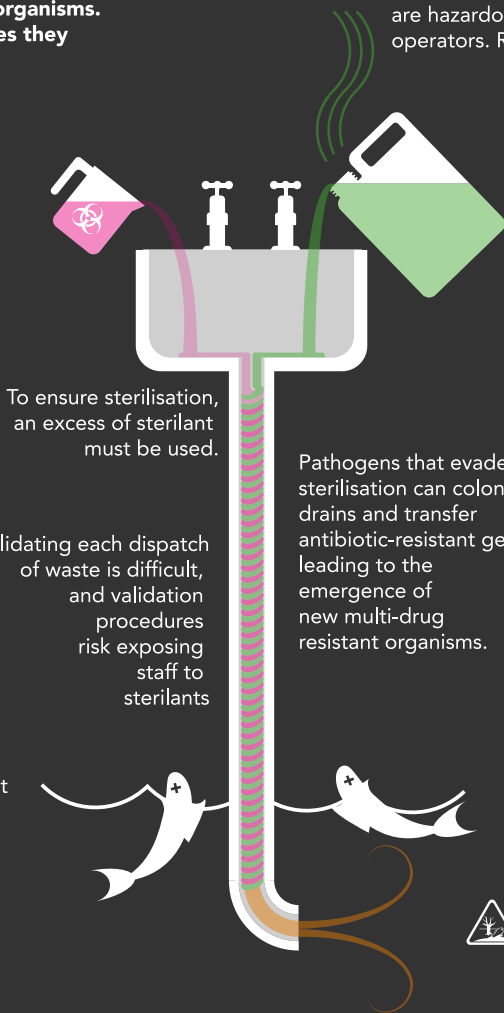 organisms.
es they
are hazardo
operators. R
To ensure sterilisation,
an excess of sterilant
must be used.
Pathogens that evade
sterilisation can colon
drains and transfer
antibiotic-resistant ge
leading to the
emergence of
new multi-drug
resistant organisms.
lidating each dispatch
of waste is difficult,
and validation
procedures
risk exposing
staff to
sterilants
t